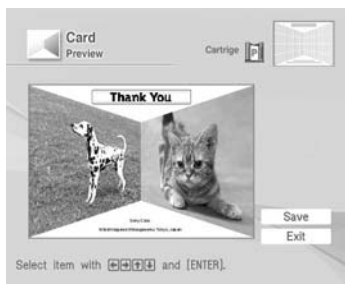 Card
Preview
Cartrige P
Thank You
Save
Exit
Select item with ←→↑↓ and [ENTER].